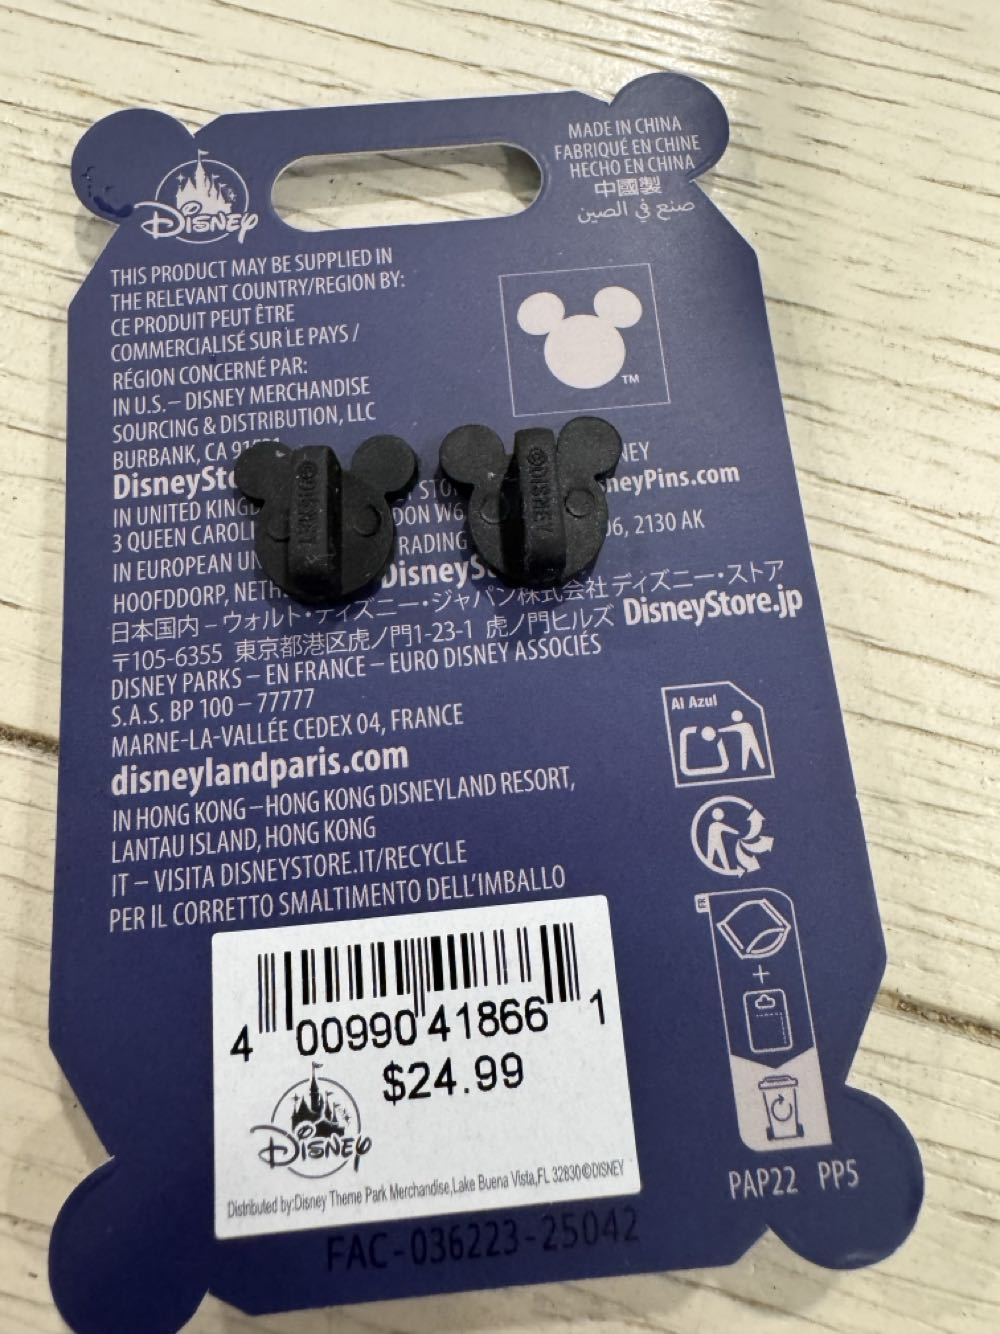 Disney
MADE IN CHINA
FABRIQUÉ EN CHINE
HECHO EN CHINA
中國製
صنع في الصين
THIS PRODUCT MAY BE SUPPLIED IN
THE RELEVANT COUNTRY/REGION BY:
CE PRODUIT PEUT ÊTRE
COMMERCIALISÉ SUR LE PAYS /
RÉGION CONCERNÉ PAR:
IN U.S. – DISNEY MERCHANDISE
SOURCING & DISTRIBUTION, LLC
BURBANK, CA
TM
©DISNEY
©DISNEY
neyPins.com
IN UNITED
3 QUEEN
06, 2130 AK
IN EUROPEAN
RADING
HOOFDDORP,
日本国内 – ウォルト・ディズニー・ジャパン株式会社 ディズニー・ストア
〒105-6355 東京都港区虎ノ門1-23-1 虎ノ門ヒルズ DisneyStore.jp
DISNEY PARKS – EN FRANCE – EURO DISNEY ASSOCIÉS
S.A.S. BP 100 – 77777
MARNE-LA-VALLÉE CEDEX 04, FRANCE
disneylandparis.com
IN HONG KONG – HONG KONG DISNEYLAND RESORT,
LANTAU ISLAND, HONG KONG
IT – VISITA DISNEYSTORE.IT/RECYCLE
PER IL CORRETTO SMALTIMENTO DELL'IMBALLO
Al Azul
FR
+
PAP22 PP5
4 00990 41866 1
$24.99
Disney
Distributed by:Disney Theme Park Merchandise,Lake Buena Vista,FL 32830©DISNEY
FAC-036223-25042